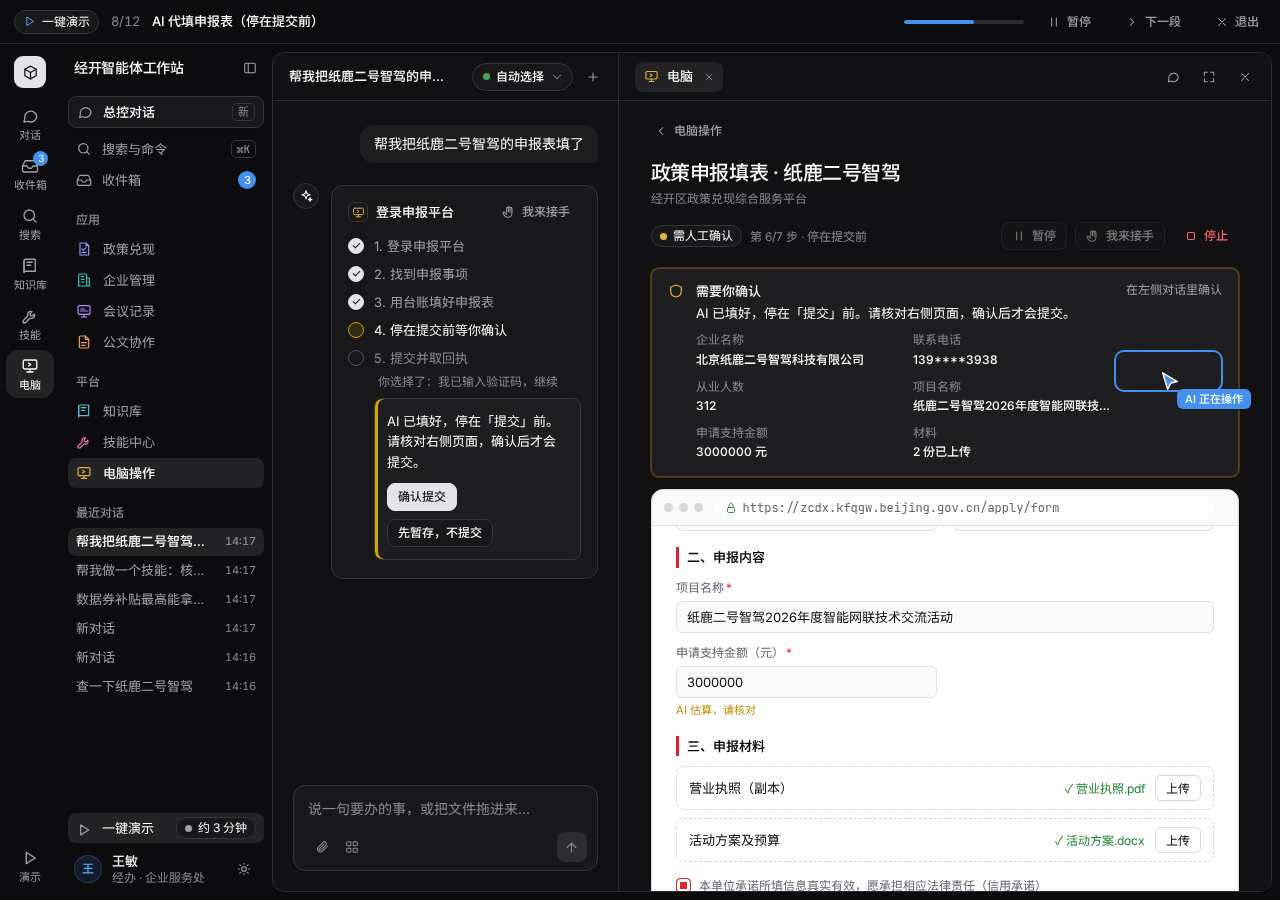 一键演示
8/12
AI 代填申报表（停在提交前）
暂停
下一段
退出
对话
3
收件箱
搜索
知识库
技能
电脑
演示
经开智能体工作站
总控对话 新
搜索与命令 ⌘K
收件箱 3
应用
政策兑现
企业管理
会议记录
公文协作
平台
知识库
技能中心
电脑操作
最近对话
帮我把纸鹿二号智驾... 14:17
帮我做一个技能：核... 14:17
数据券补贴最高能拿... 14:17
新对话 14:17
新对话 14:16
查一下纸鹿二号智驾 14:16
一键演示 约 3 分钟
王
王敏
经办 · 企业服务处
帮我把纸鹿二号智驾的申...
自动选择
帮我把纸鹿二号智驾的申报表填了
登录申报平台 我来接手
1. 登录申报平台
2. 找到申报事项
3. 用台账填好申报表
4. 停在提交前等你确认
5. 提交并取回执
你选择了：我已输入验证码，继续
AI 已填好，停在「提交」前。
请核对右侧页面，确认后才会
提交。
确认提交
先暂存，不提交
说一句要办的事，或把文件拖进来...
电脑
电脑操作
政策申报填表 · 纸鹿二号智驾
经开区政策兑现综合服务平台
需人工确认 第 6/7 步 · 停在提交前 暂停 我来接手 停止
需要你确认 在左侧对话里确认
AI 已填好，停在「提交」前。请核对右侧页面，确认后才会提交。
企业名称 联系电话
北京纸鹿二号智驾科技有限公司 139****3938
从业人数 项目名称
312 纸鹿二号智驾2026年度智能网联技...
AI 正在操作
申请支持金额 材料
3000000 元 2 份已上传
https://zcdx.kfqgw.beijing.gov.cn/apply/form
二、申报内容
项目名称 *
纸鹿二号智驾2026年度智能网联技术交流活动
申请支持金额（元） *
3000000
AI 估算，请核对
三、申报材料
营业执照（副本） ✓ 营业执照.pdf 上传
活动方案及预算 ✓ 活动方案.docx 上传
本单位承诺所填信息真实有效，愿承担相应法律责任（信用承诺）